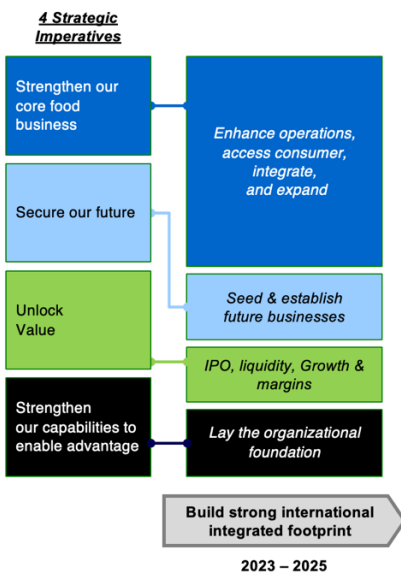 4 Strategic
Imperatives
Strengthen our
core food
business
Enhance operations,
access consumer,
integrate,
and expand
Secure our future
Seed & establish
future businesses
Unlock
Value
IPO, liquidity, Growth &
margins
Strengthen
our capabilities to
enable advantage
Lay the organizational
foundation
Build strong international
integrated footprint
2023 – 2025